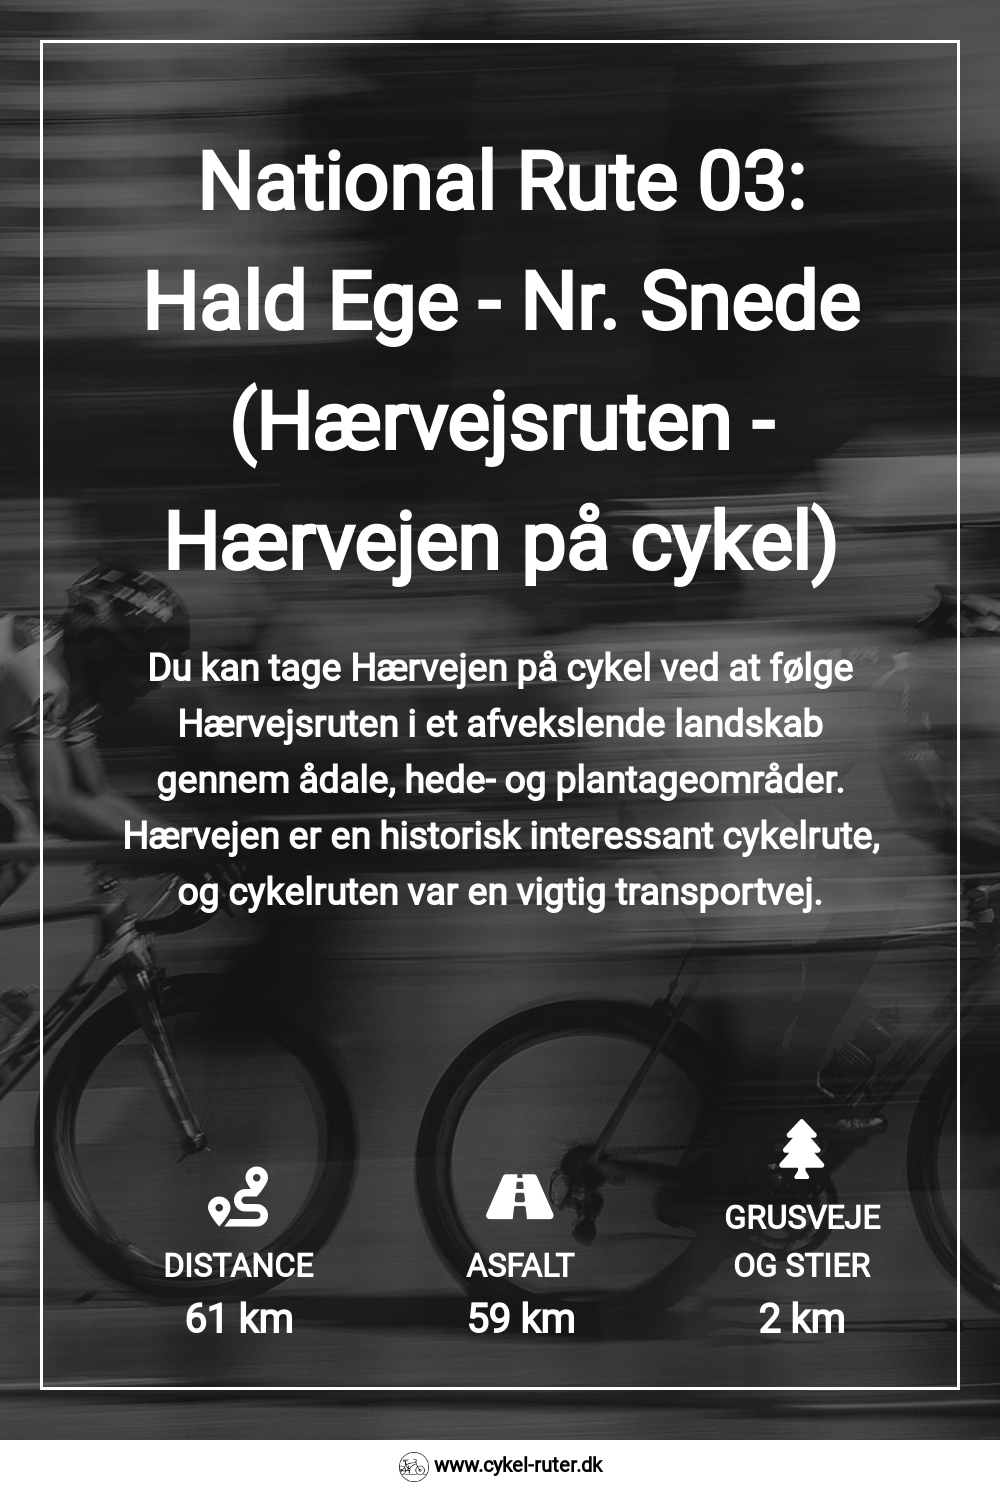 National Rute 03:
Hald Ege - Nr. Snede
(Hærvejsruten -
Hærvejen på cykel)
Du kan tage Hærvejen på cykel ved at følge
Hærvejsruten i et afvekslende landskab
gennem ådale, hede- og plantageområder.
Hærvejen er en historisk interessant cykelrute,
og cykelruten var en vigtig transportvej.
DISTANCE
61 km
ASFALT
59 km
GRUSVEJE
OG STIER
2 km
www.cykel-ruter.dk